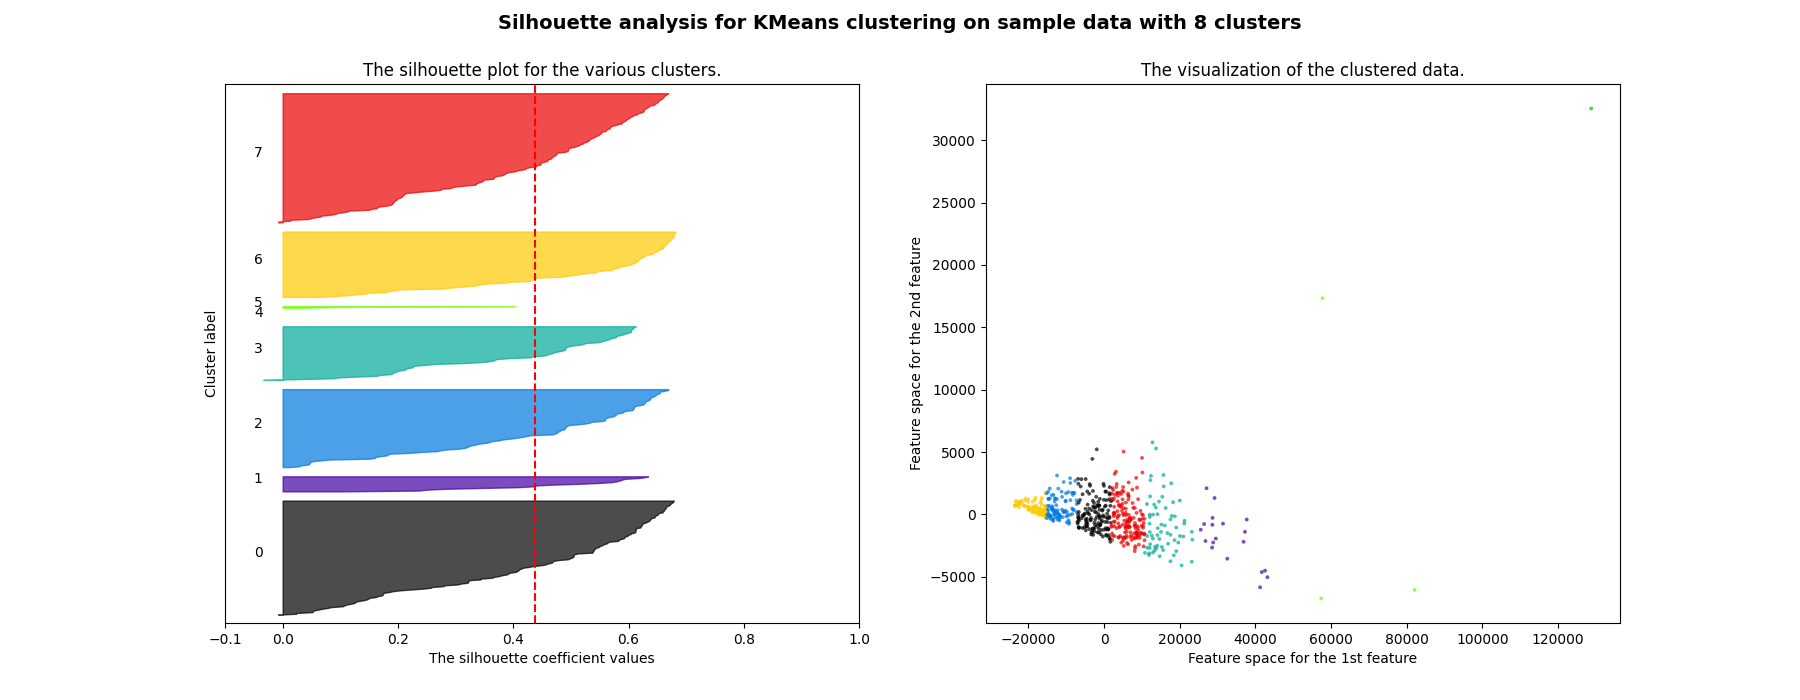 Silhouette analysis for KMeans clustering on sample data with 8 clusters
The silhouette plot for the various clusters.
7
6
5
4
3
2
1
0
Cluster label
−0.1 0.0 0.2 0.4 0.6 0.8 1.0
The silhouette coefficient values
The visualization of the clustered data.
30000
25000
20000
15000
10000
5000
0
−5000
Feature space for the 2nd feature
−20000 0 20000 40000 60000 80000 100000 120000
Feature space for the 1st feature